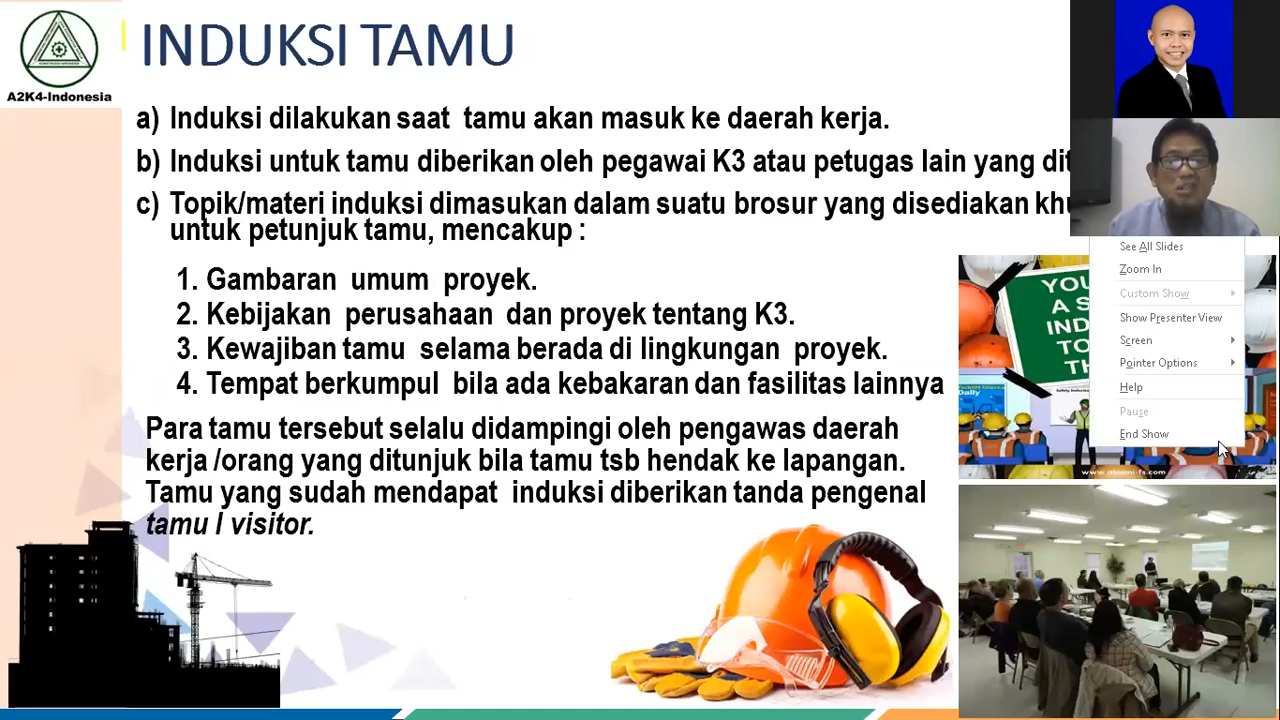 INDUKSI TAMU
A2K4-Indonesia
a) Induksi dilakukan saat tamu akan masuk ke daerah kerja.
b) Induksi untuk tamu diberikan oleh pegawai K3 atau petugas lain yang
c) Topik/materi induksi dimasukan dalam suatu brosur yang disediakan
untuk petunjuk tamu, mencakup :
1. Gambaran umum proyek.
2. Kebijakan perusahaan dan proyek tentang K3.
3. Kewajiban tamu selama berada di lingkungan proyek.
4. Tempat berkumpul bila ada kebakaran dan fasilitas lainnya
Para tamu tersebut selalu didampingi oleh pengawas daerah
kerja /orang yang ditunjuk bila tamu tsb hendak ke lapangan.
Tamu yang sudah mendapat induksi diberikan tanda pengenal
tamu / visitor.
See All Slides
Zoom In
Custom Show
Show Presenter View
Screen
Pointer Options
Help
Pause
End Show
A
Daily